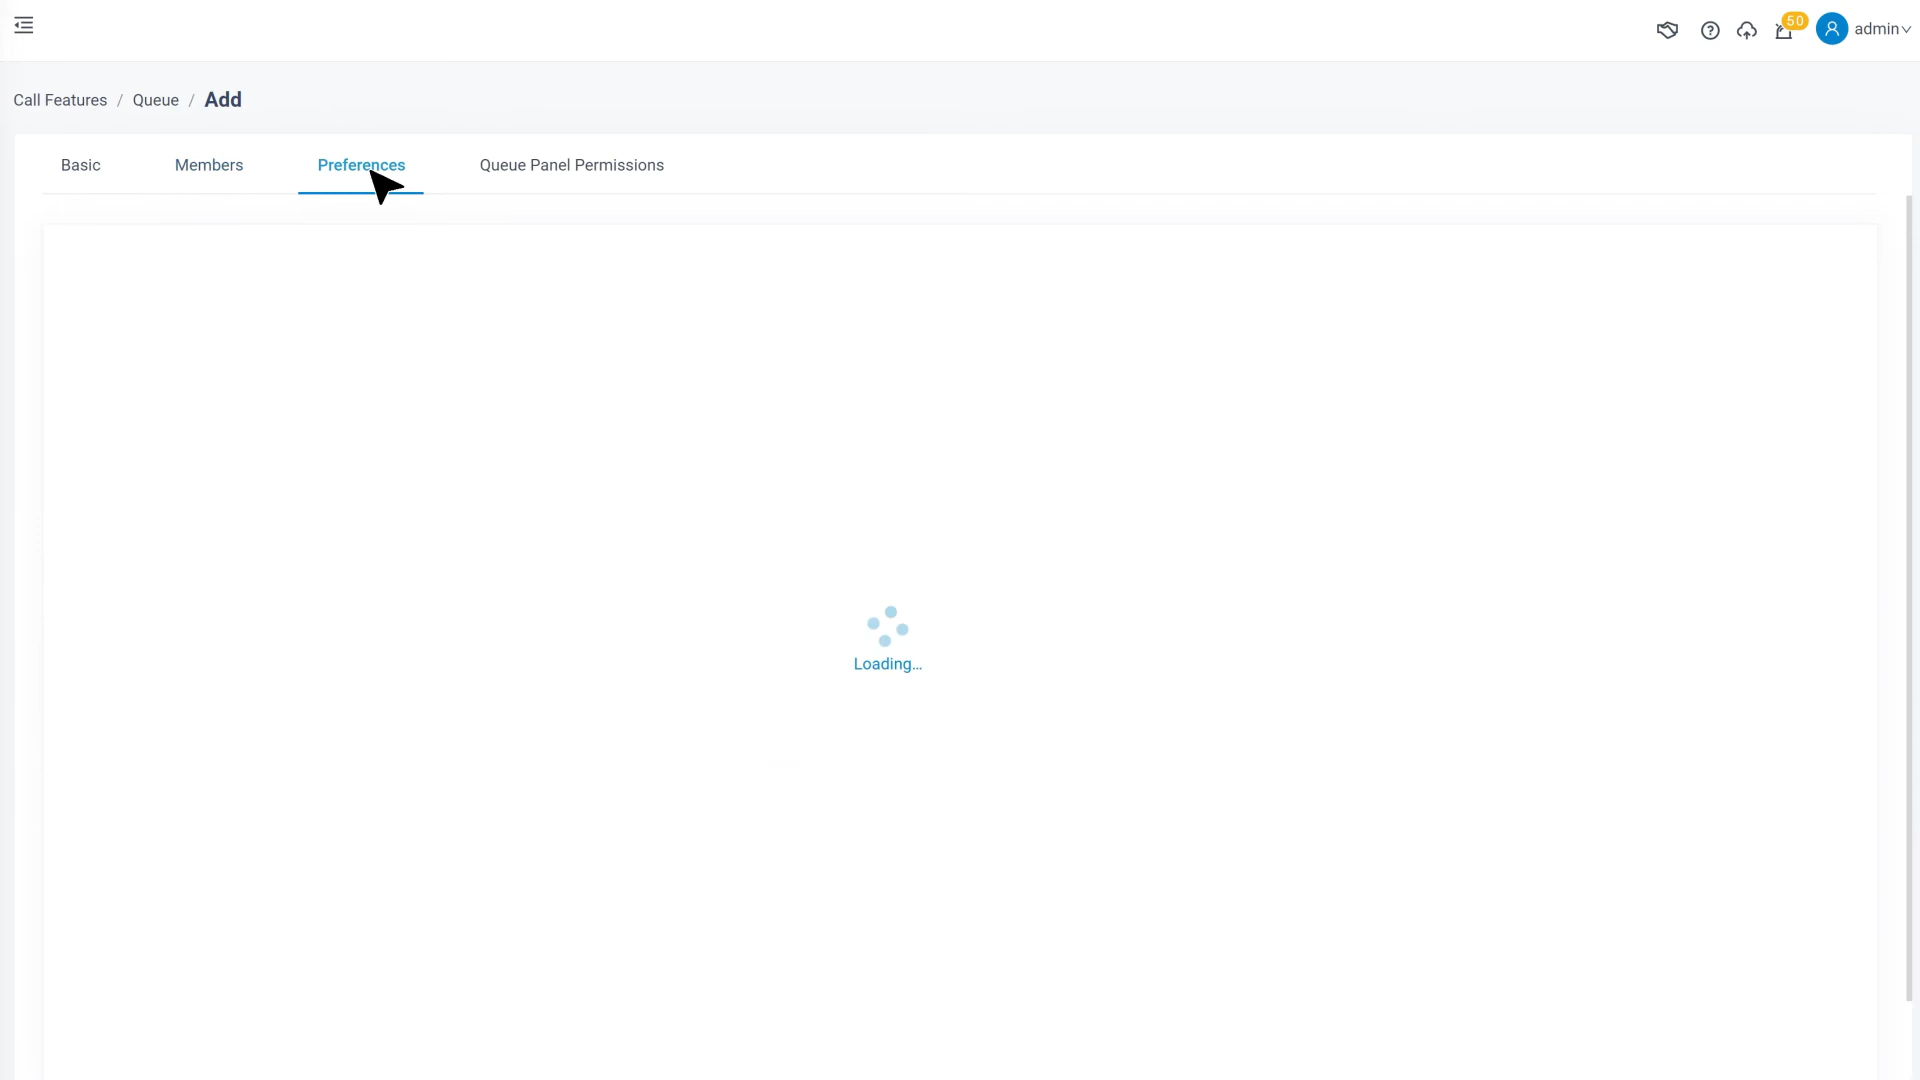 50
admin
Call Features / Queue / Add
Basic Members Preferences Queue Panel Permissions
Loading...